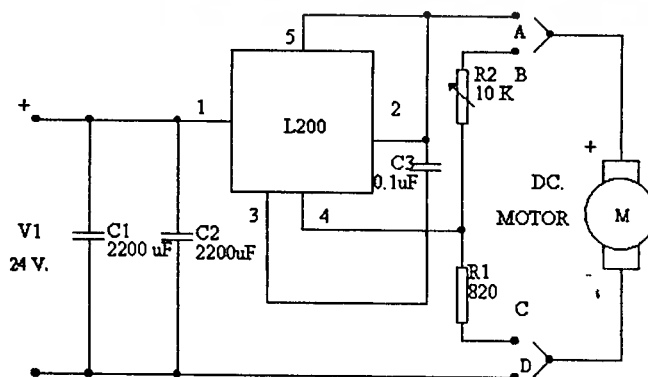 5
A
R2
B
10 K
+
1
2
L200
C3
0.1uF
+
DC.
3
4
MOTOR
M
V1
C1
2200 uF
C2
2200uF
24 V.
R1
820
-
C
D